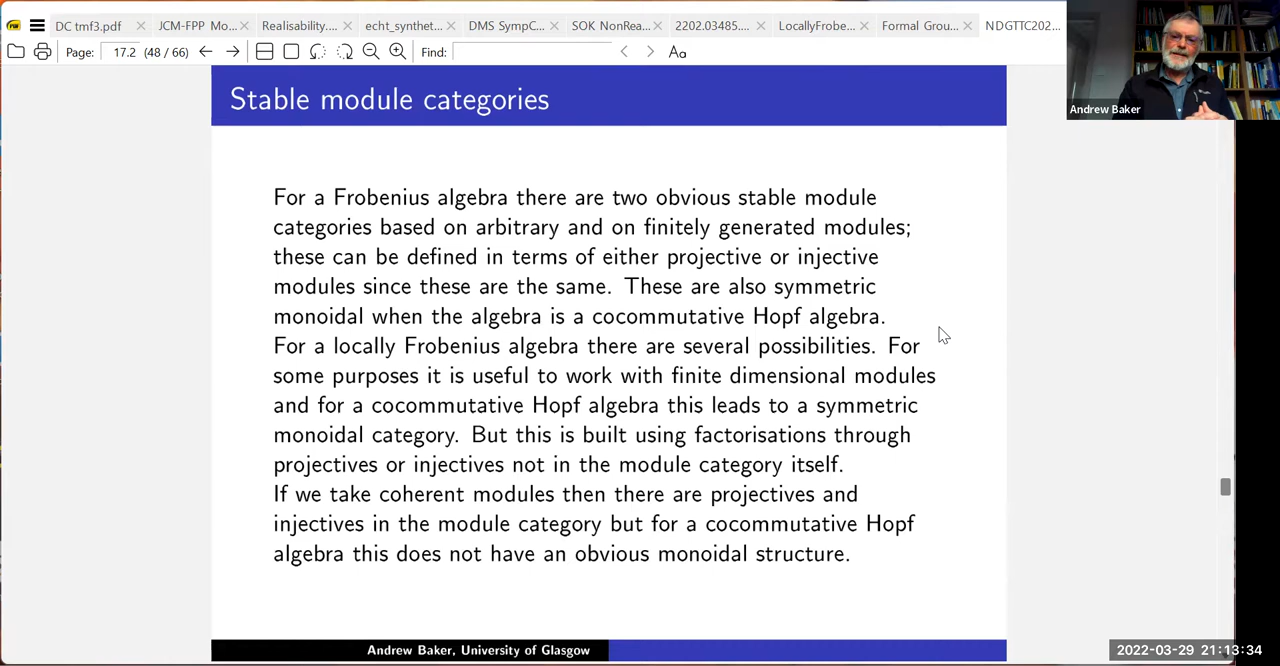 DC tmf3.pdf
JCM-FPP Mo...
Realisability....
echt_synthet...
DMS SympC...
SOK NonRea...
2202.03485....
LocallyFrobe...
Formal Grou...
NDGTTC202...
Page: 17.2 (48 / 66)
Find:
Aa
Andrew Baker
Stable module categories
For a Frobenius algebra there are two obvious stable module
categories based on arbitrary and on finitely generated modules;
these can be defined in terms of either projective or injective
modules since these are the same. These are also symmetric
monoidal when the algebra is a cocommutative Hopf algebra.
For a locally Frobenius algebra there are several possibilities. For
some purposes it is useful to work with finite dimensional modules
and for a cocommutative Hopf algebra this leads to a symmetric
monoidal category. But this is built using factorisations through
projectives or injectives not in the module category itself.
If we take coherent modules then there are projectives and
injectives in the module category but for a cocommutative Hopf
algebra this does not have an obvious monoidal structure.
Andrew Baker, University of Glasgow
2022-03-29 21:13:34